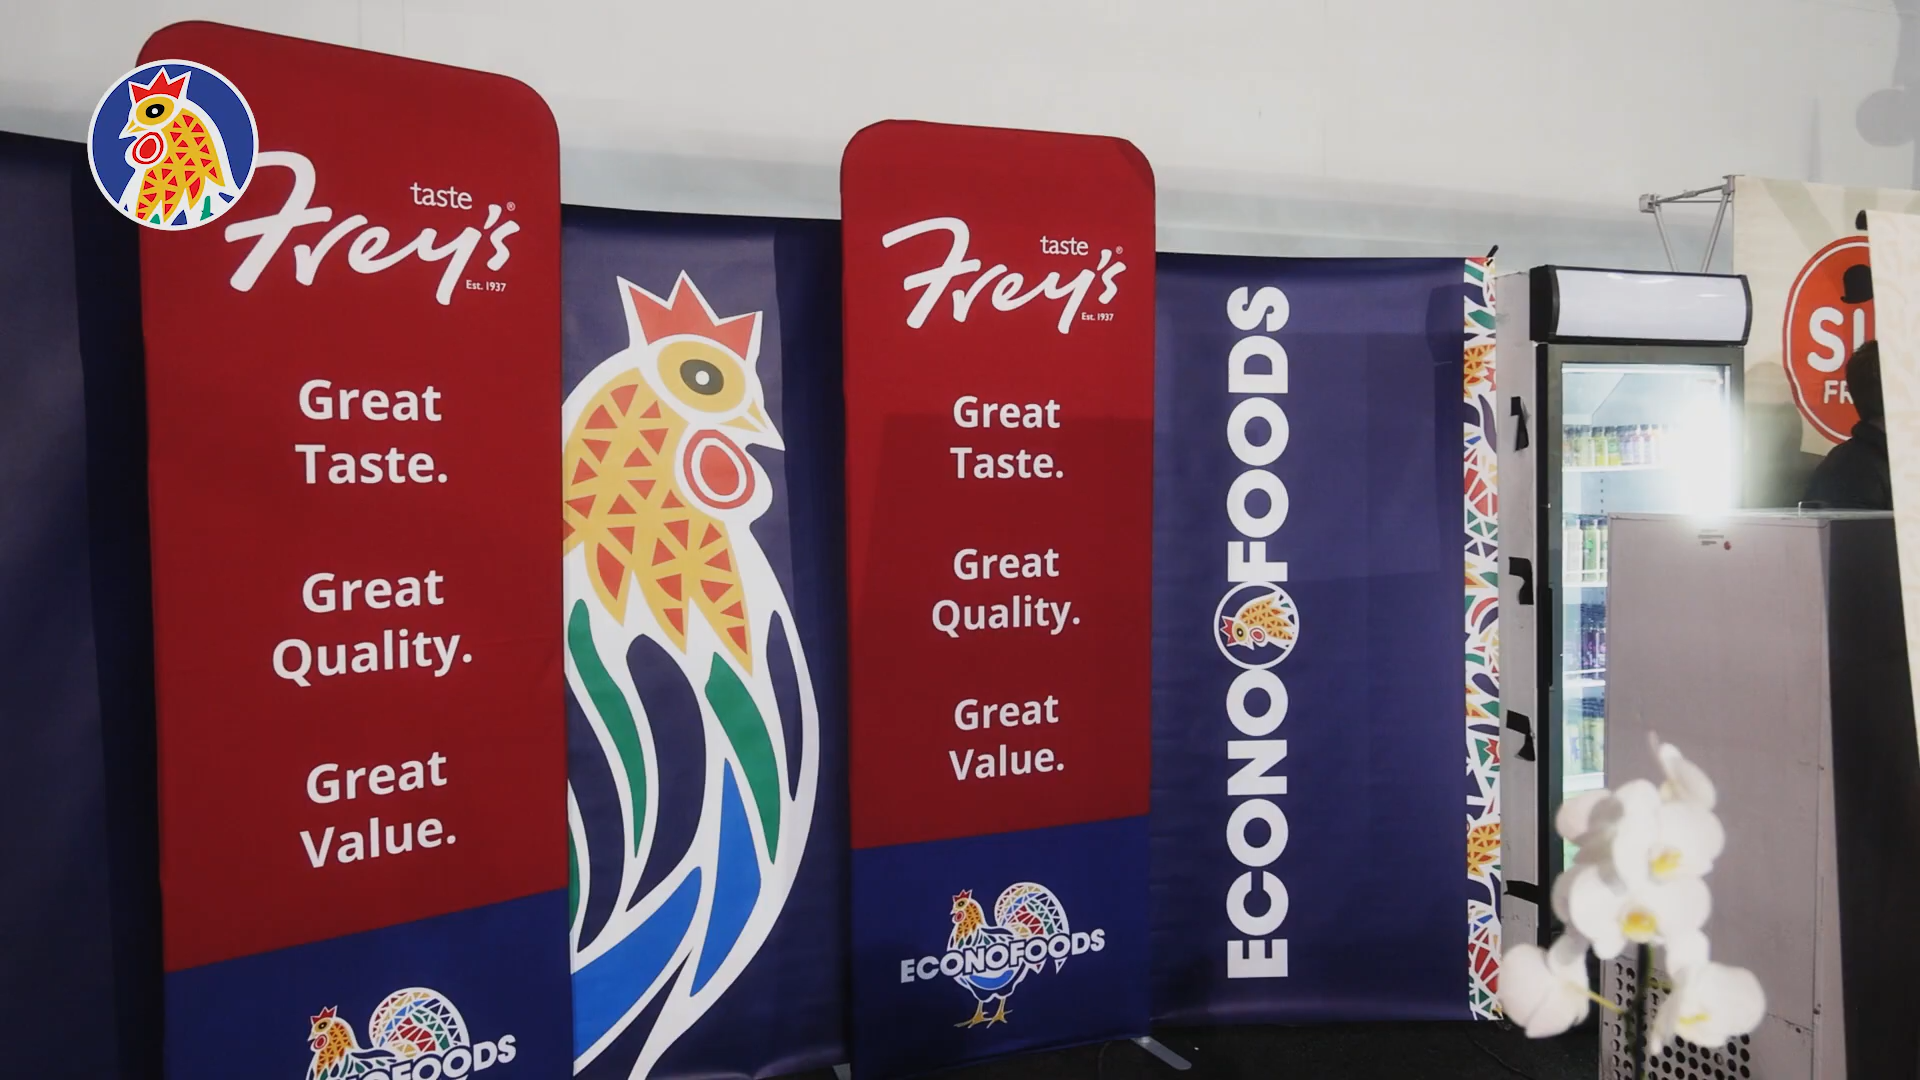 taste
Frey's®
Est. 1937
Great
Taste.
Great
Quality.
Great
Value.
ECONOFOODS
taste
Frey's®
Est. 1937
Great
Taste.
Great
Quality.
Great
Value.
ECONOFOODS
ECONOFOODS